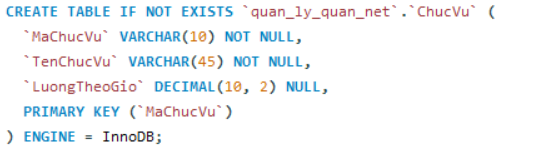 CREATE TABLE IF NOT EXISTS `quan_ly_quan_net`.`ChucVu` (
  `MaChucVu` VARCHAR(10) NOT NULL,
  `TenChucVu` VARCHAR(45) NOT NULL,
  `LuongTheoGio` DECIMAL(10, 2) NULL,
  PRIMARY KEY (`MaChucVu`)
) ENGINE = InnoDB;